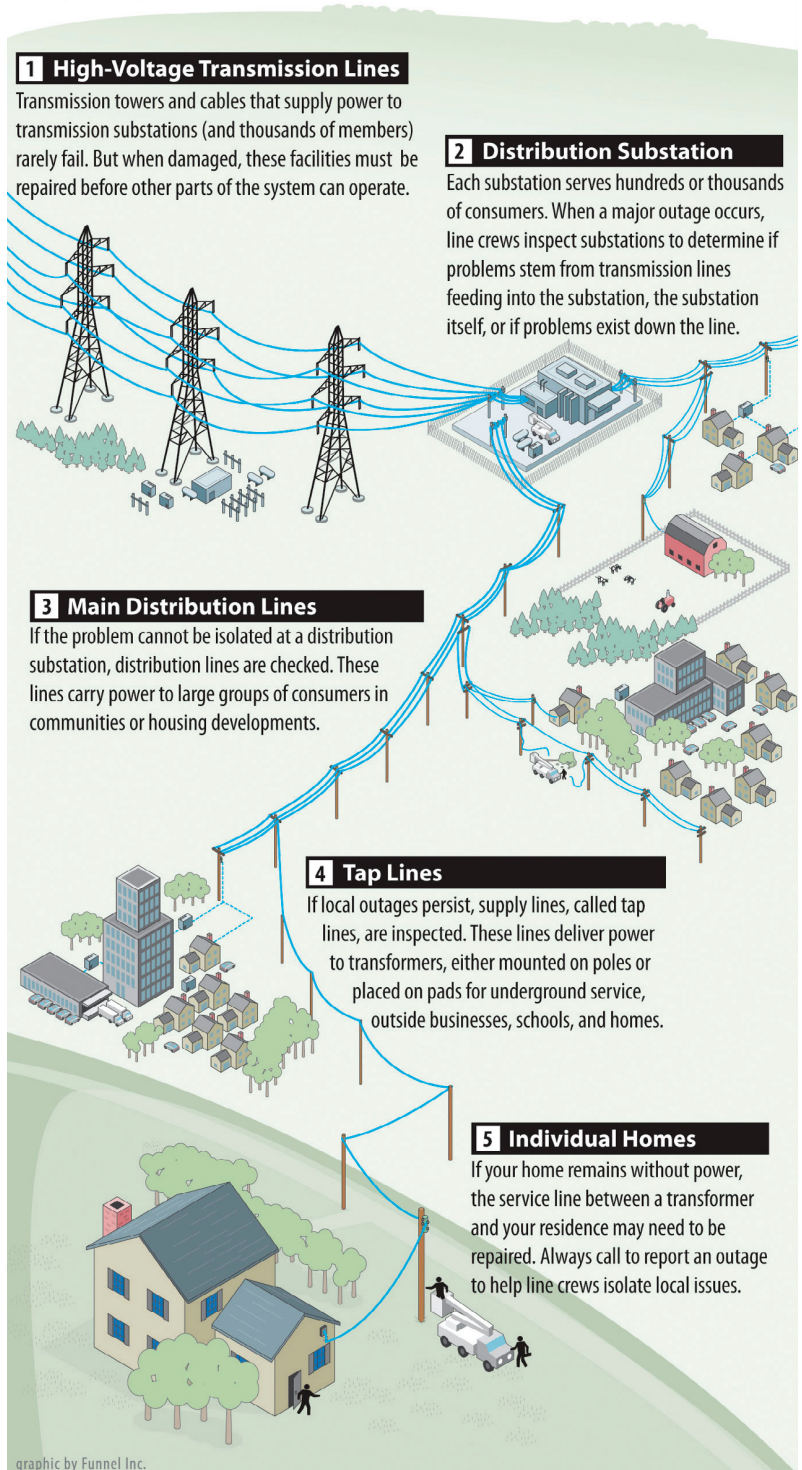 1 High-Voltage Transmission Lines
Transmission towers and cables that supply power to
transmission substations (and thousands of members)
rarely fail. But when damaged, these facilities must be
repaired before other parts of the system can operate.
2 Distribution Substation
Each substation serves hundreds or thousands
of consumers. When a major outage occurs,
line crews inspect substations to determine if
problems stem from transmission lines
feeding into the substation, the substation
itself, or if problems exist down the line.
3 Main Distribution Lines
If the problem cannot be isolated at a distribution
substation, distribution lines are checked. These
lines carry power to large groups of consumers in
communities or housing developments.
4 Tap Lines
If local outages persist, supply lines, called tap
lines, are inspected. These lines deliver power
to transformers, either mounted on poles or
placed on pads for underground service,
outside businesses, schools, and homes.
5 Individual Homes
If your home remains without power,
the service line between a transformer
and your residence may need to be
repaired. Always call to report an outage
to help line crews isolate local issues.
graphic by Funnel Inc.